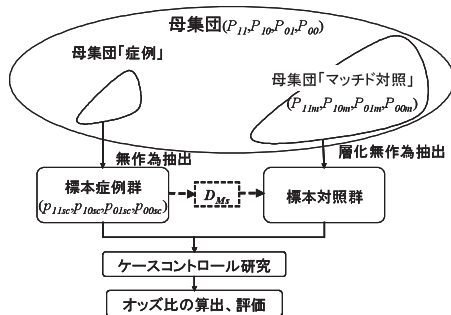 母集団(P11,P10,P01,P00)
母集団「症例」
母集団「マッチド対照」
(P11m,P10m,P01m,P00m)
無作為抽出
層化無作為抽出
標本症例群
(p11sc,p10sc,p01sc,p00sc)
DMs
標本対照群
ケースコントロール研究
オッズ比の算出、評価